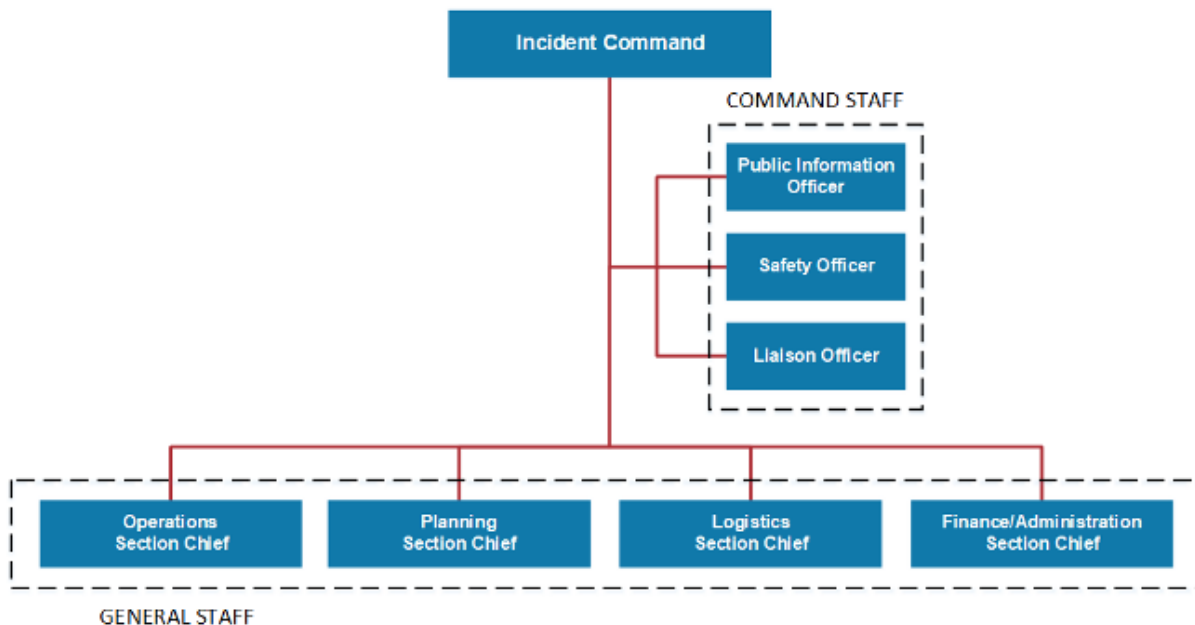 Incident Command
COMMAND STAFF
Public Information
Officer
Safety Officer
Liaison Officer
Operations
Section Chief
Planning
Section Chief
Logistics
Section Chief
Finance/Administration
Section Chief
GENERAL STAFF